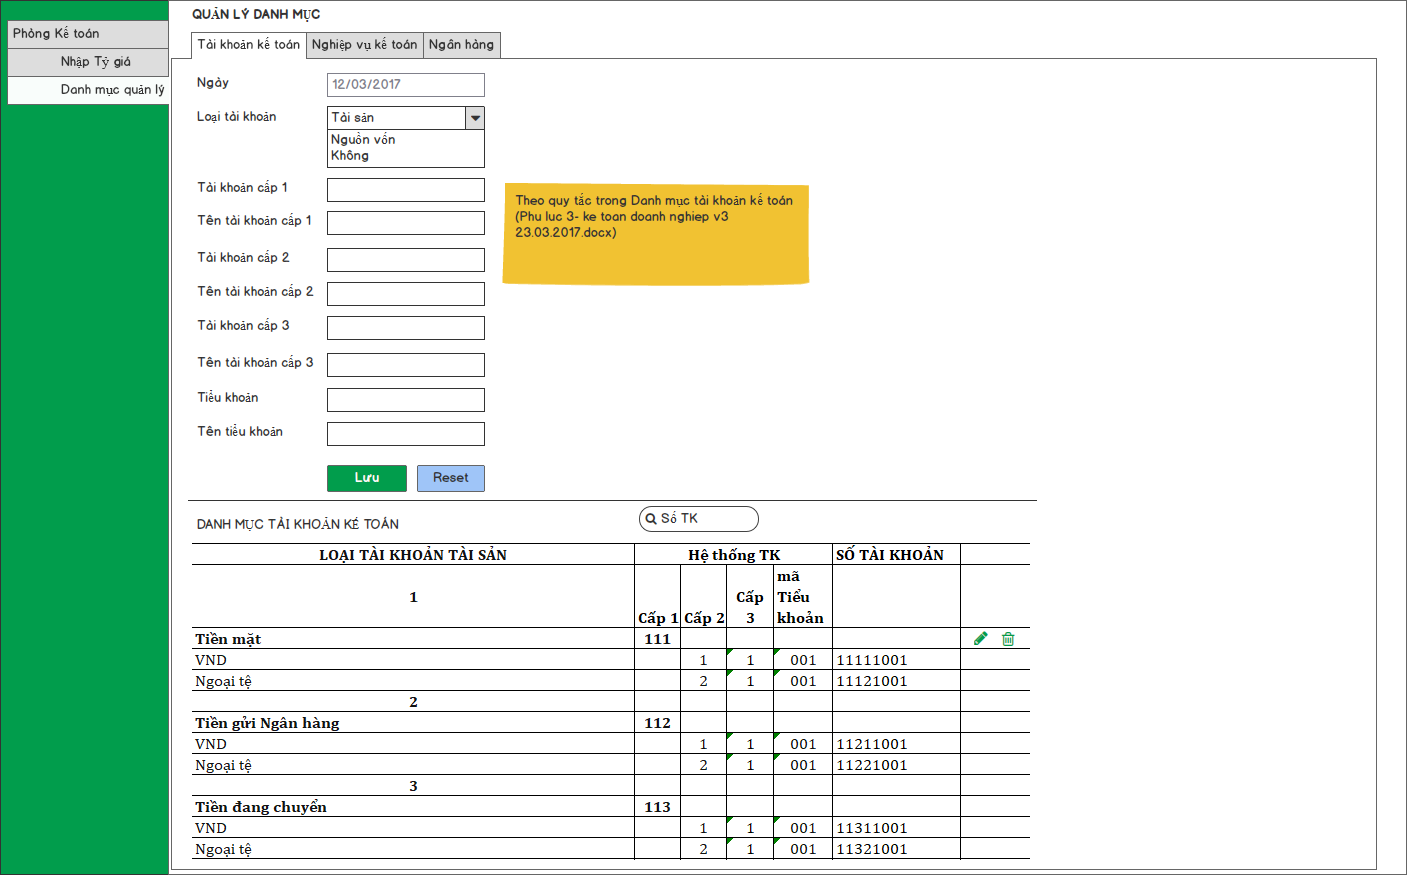 QUẢN LÝ DANH MỤC
Phòng Kế toán
Nhập Tỷ giá
Danh mục quản lý
Tài khoản kế toán
Nghiệp vụ kế toán
Ngân hàng
Ngày
12/03/2017
Loại tài khoản
Tài sản
Nguồn vốn
Không
Tài khoản cấp 1
Tên tài khoản cấp 1
Tài khoản cấp 2
Tên tài khoản cấp 2
Tài khoản cấp 3
Tên tài khoản cấp 3
Tiểu khoản
Tên tiểu khoản
Theo quy tắc trong Danh mục tài khoản kế toán
(Phu luc 3- ke toan doanh nghiep v3
23.03.2017.docx)
Lưu
Reset
DANH MỤC TÀI KHOẢN KẾ TOÁN
Số TK
LOẠI TÀI KHOẢN TÀI SẢN Hệ thống TK SỐ TÀI KHOẢN
1 Cấp 1 Cấp 2 Cấp 3 mã Tiểu khoản
Tiền mặt 111
VND 1 1 001 11111001
Ngoại tệ 2 1 001 11121001
2
Tiền gửi Ngân hàng 112
VND 1 1 001 11211001
Ngoại tệ 2 1 001 11221001
3
Tiền đang chuyển 113
VND 1 1 001 11311001
Ngoại tệ 2 1 001 11321001